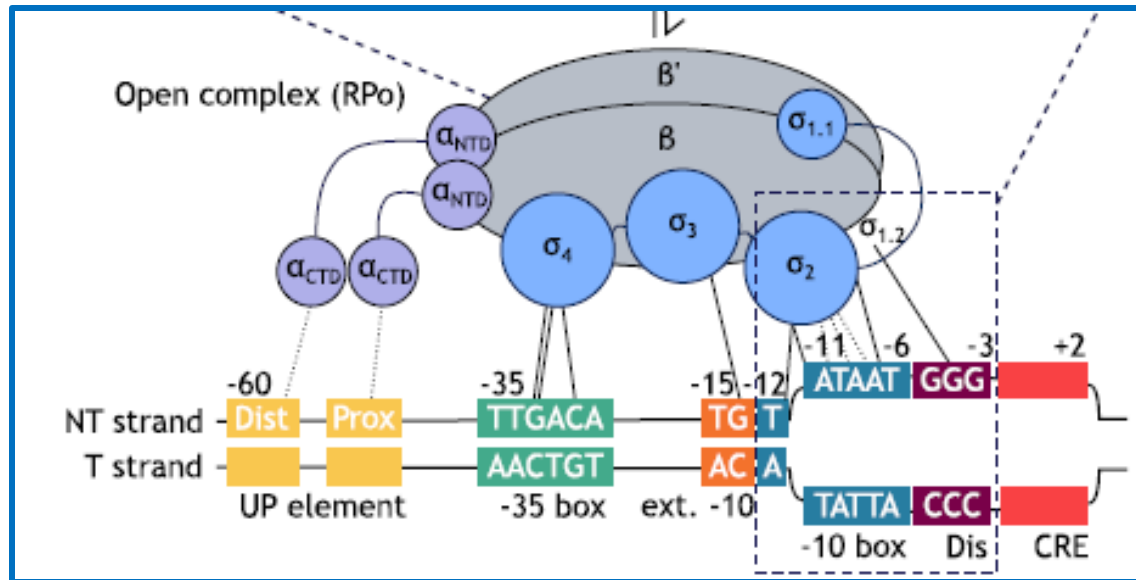 Open complex (RPo)
β'
β
σ1.1
αNTD
αNTD
σ4
σ3
σ2
σ1.2
αCTD
αCTD
-60
-35
-15
-12
-11
-6
-3
+2
NT strand
Dist
Prox
TTGACA
TG
T
ATAAT
GGG
T strand
AACTGT
AC
A
TATTA
CCC
UP element
-35 box
ext. -10
-10 box
Dis
CRE